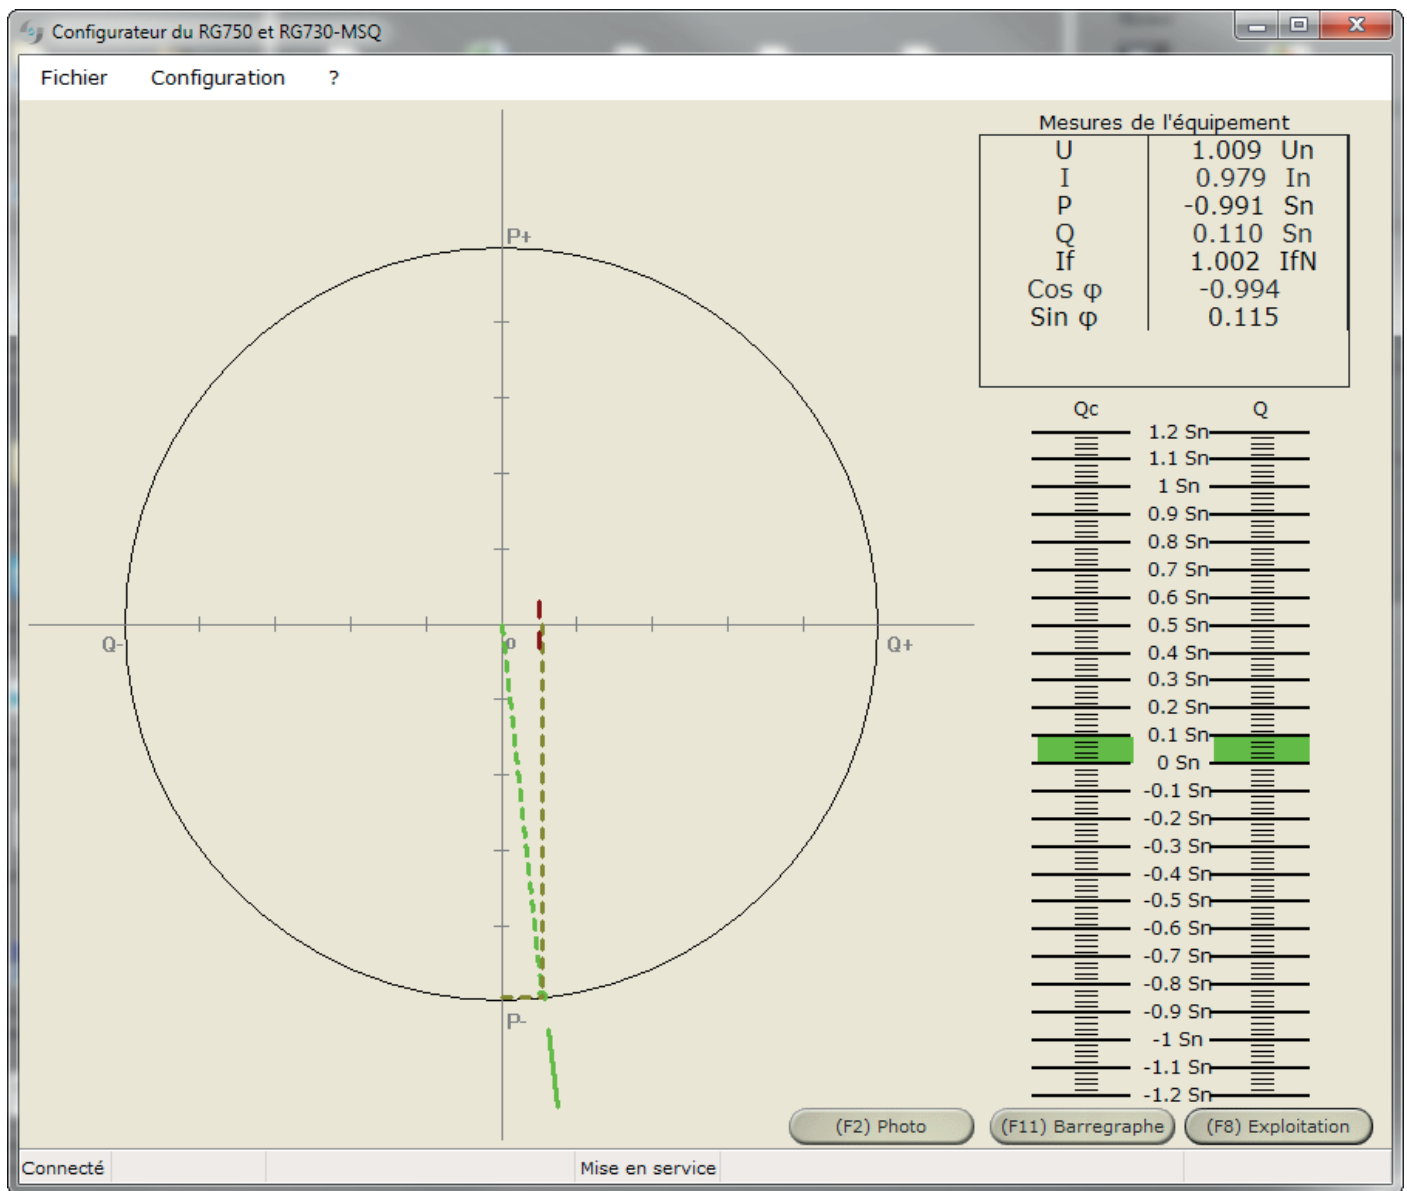 Configurateur du RG750 et RG730-MSQ
Fichier Configuration ?
Mesures de l'équipement
U 1.009 Un
I 0.979 In
P -0.991 Sn
Q 0.110 Sn
If 1.002 IfN
Cos φ -0.994
Sin φ 0.115
P+
Q- o Q+
P-
Qc Q
1.2 Sn
1.1 Sn
1 Sn
0.9 Sn
0.8 Sn
0.7 Sn
0.6 Sn
0.5 Sn
0.4 Sn
0.3 Sn
0.2 Sn
0.1 Sn
0 Sn
-0.1 Sn
-0.2 Sn
-0.3 Sn
-0.4 Sn
-0.5 Sn
-0.6 Sn
-0.7 Sn
-0.8 Sn
-0.9 Sn
-1 Sn
-1.1 Sn
-1.2 Sn
(F2) Photo (F11) Barregraphe (F8) Exploitation
Connecté Mise en service